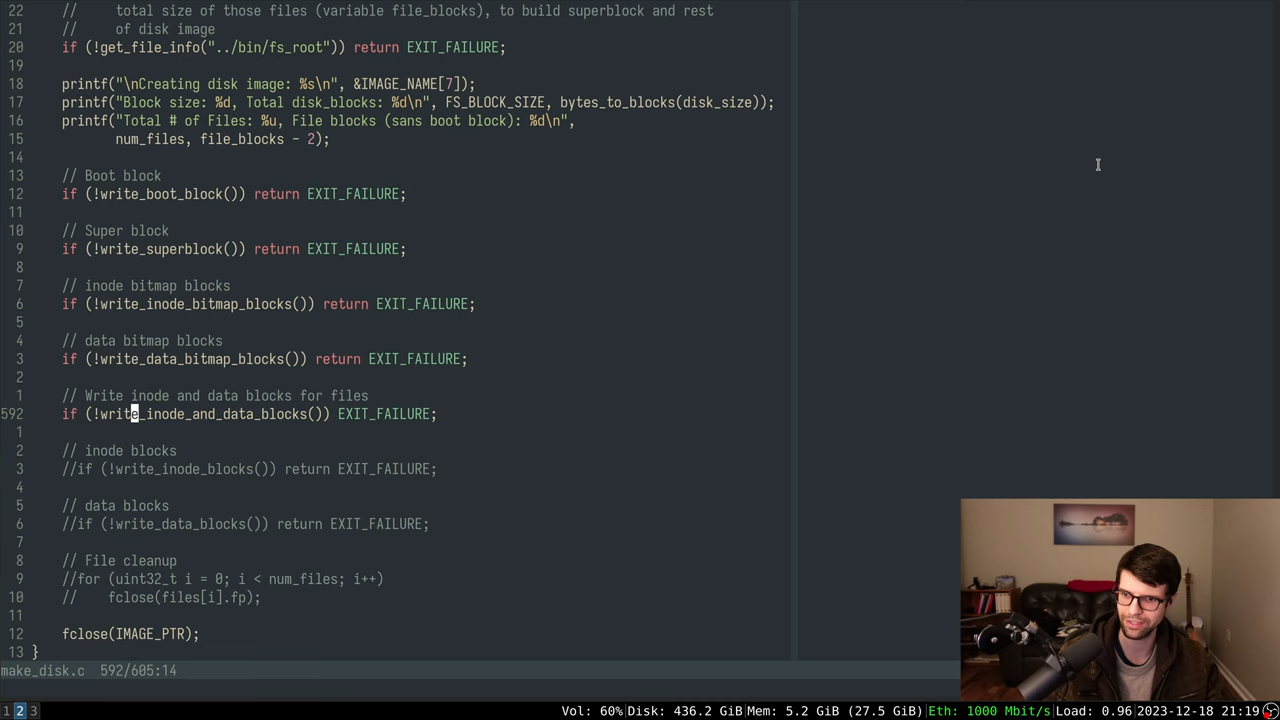 22 //     total size of those files (variable file_blocks), to build superblock and rest
21 //     of disk image
20 if (!get_file_info("../bin/fs_root")) return EXIT_FAILURE;
19
18 printf("\nCreating disk image: %s\n", &IMAGE_NAME[7]);
17 printf("Block size: %d, Total disk_blocks: %d\n", FS_BLOCK_SIZE, bytes_to_blocks(disk_size));
16 printf("Total # of Files: %u, File blocks (sans boot block): %d\n",
15 num_files, file_blocks - 2);
14
13 // Boot block
12 if (!write_boot_block()) return EXIT_FAILURE;
11
10 // Super block
9 if (!write_superblock()) return EXIT_FAILURE;
8
7 // inode bitmap blocks
6 if (!write_inode_bitmap_blocks()) return EXIT_FAILURE;
5
4 // data bitmap blocks
3 if (!write_data_bitmap_blocks()) return EXIT_FAILURE;
2
1 // Write inode and data blocks for files
592 if (!write_inode_and_data_blocks()) EXIT_FAILURE;
1
2 // inode blocks
3 //if (!write_inode_blocks()) return EXIT_FAILURE;
4
5 // data blocks
6 //if (!write_data_blocks()) return EXIT_FAILURE;
7
8 // File cleanup
9 //for (uint32_t i = 0; i < num_files; i++)
10 //    fclose(files[i].fp);
11
12 fclose(IMAGE_PTR);
13 }
make_disk.c 592/605:14
1 2 3 Vol: 60%|Disk: 436.2 GiB|Mem: 5.2 GiB (27.5 GiB)|Eth: 1000 Mbit/s|Load: 0.96|2023-12-18 21:19